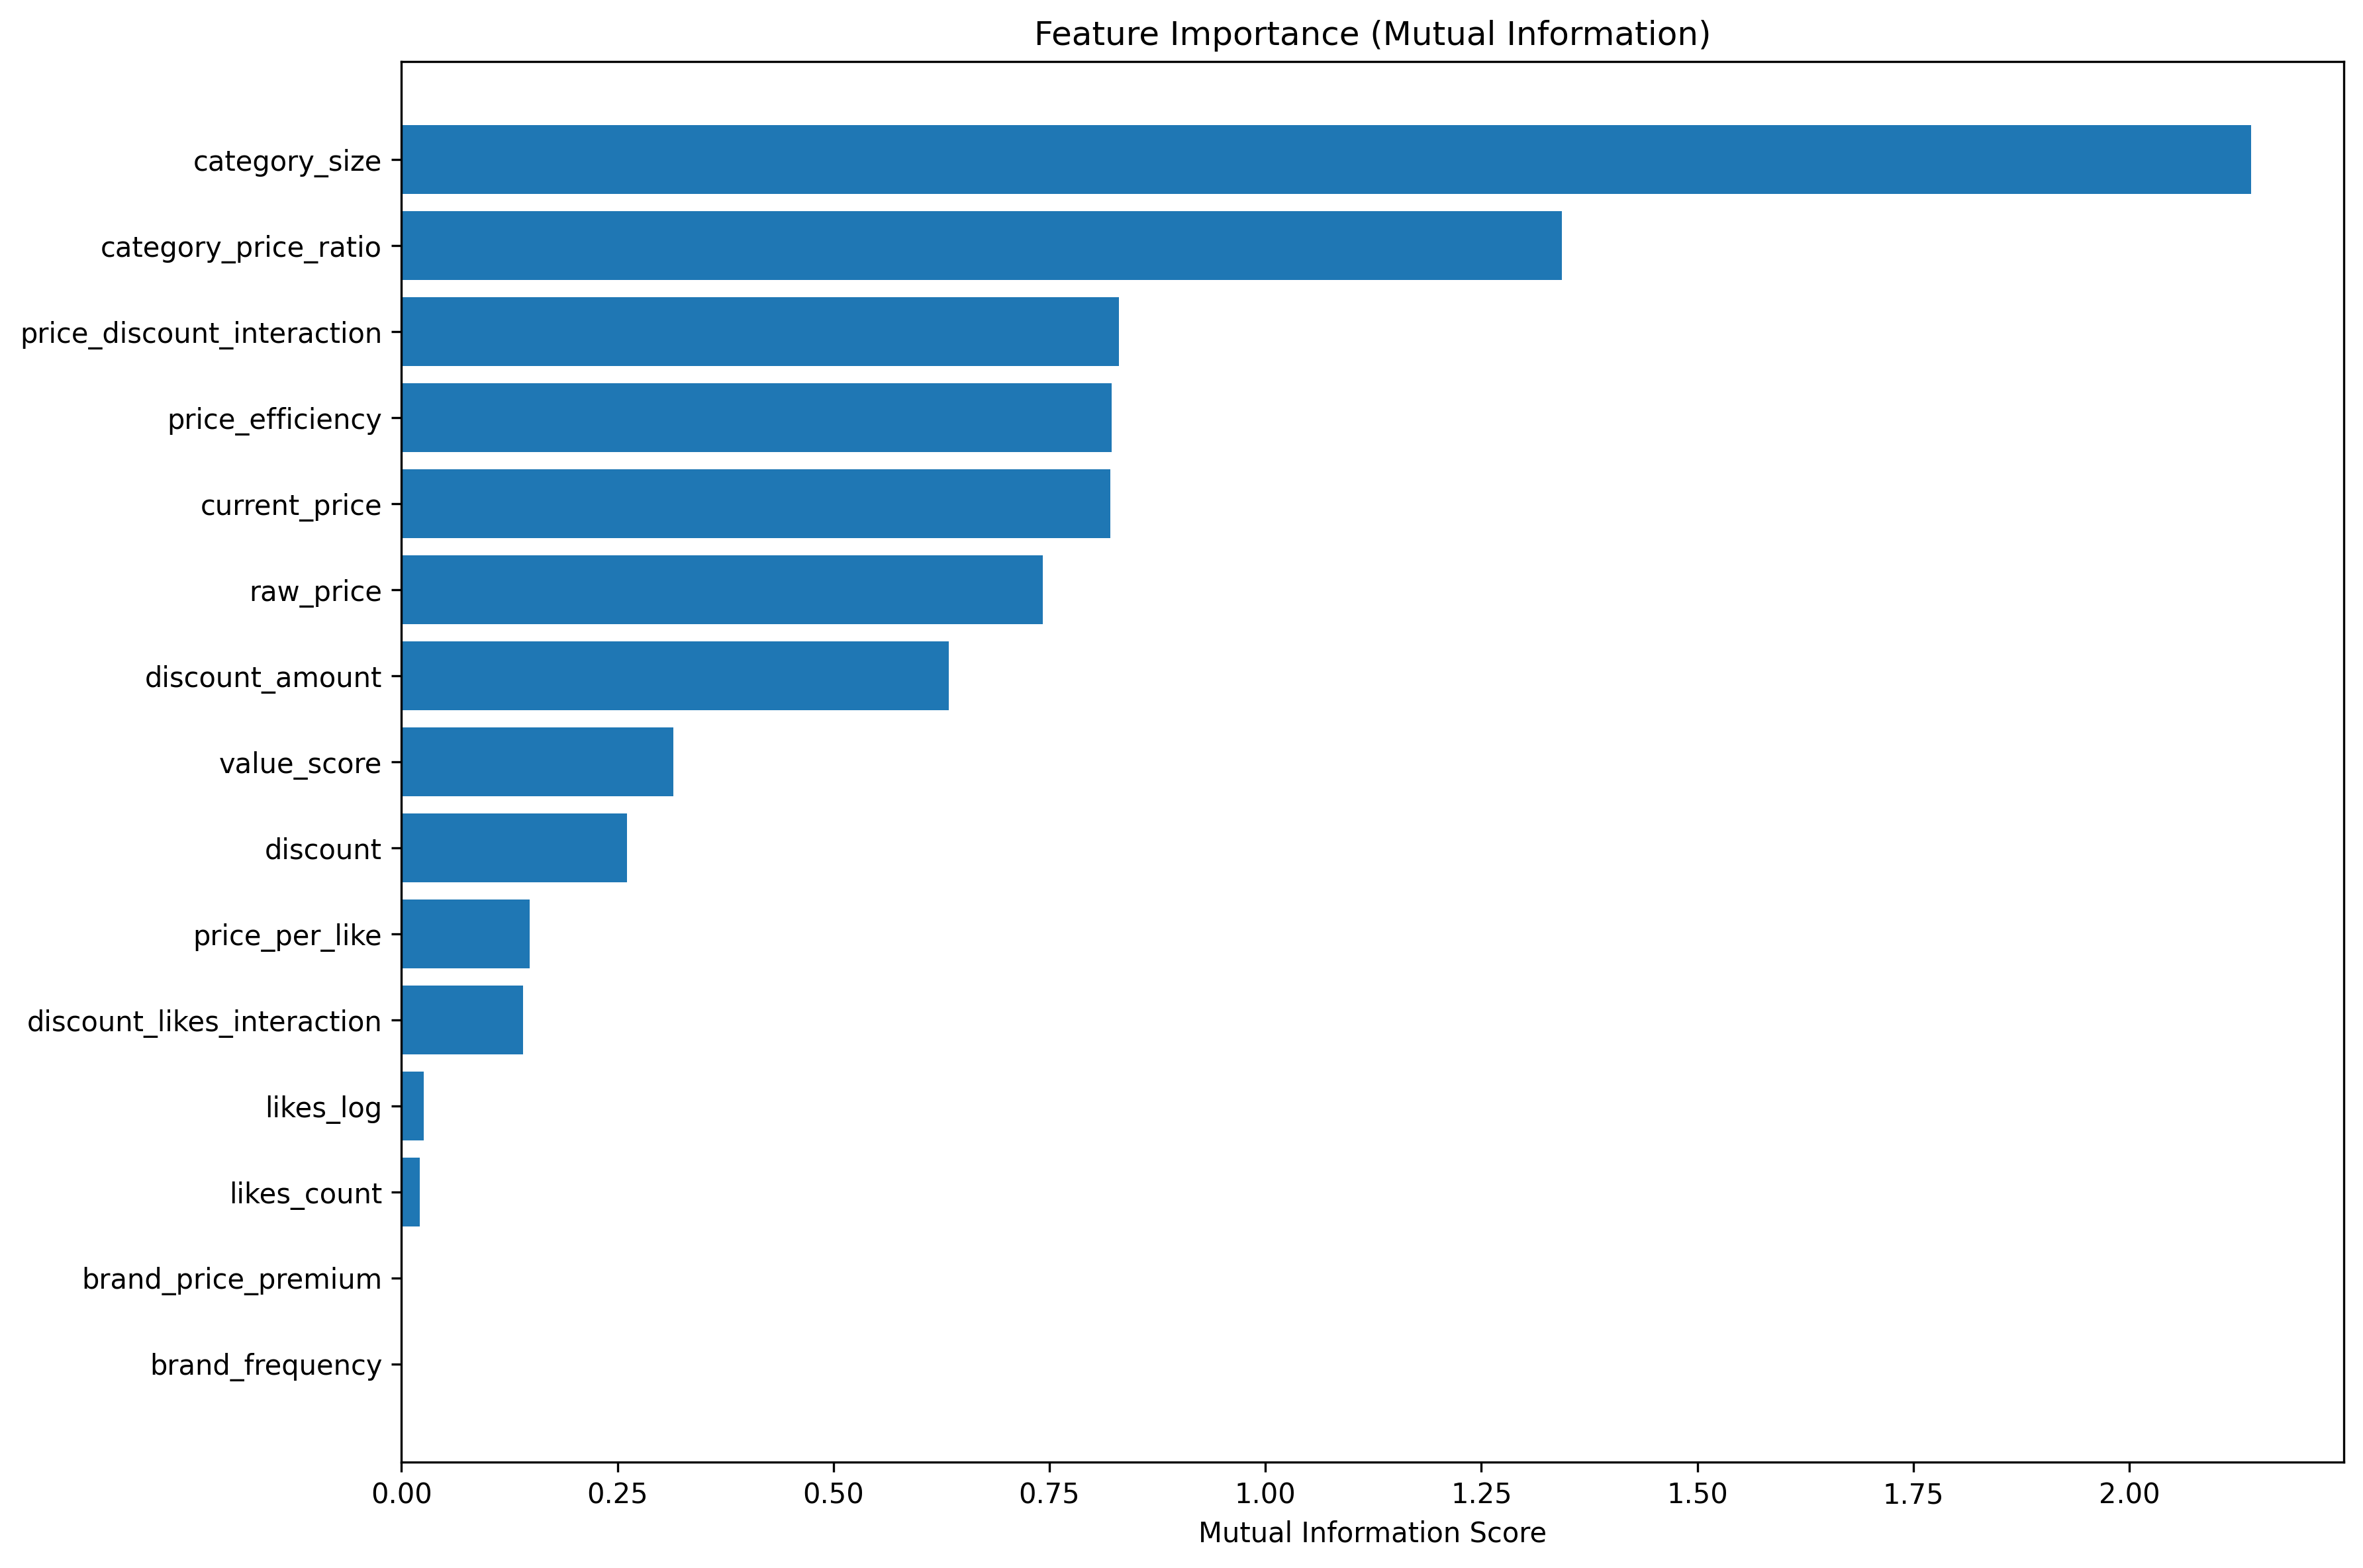 Feature Importance (Mutual Information)
category_size
category_price_ratio
price_discount_interaction
price_efficiency
current_price
raw_price
discount_amount
value_score
discount
price_per_like
discount_likes_interaction
likes_log
likes_count
brand_price_premium
brand_frequency
0.00 0.25 0.50 0.75 1.00 1.25 1.50 1.75 2.00
Mutual Information Score